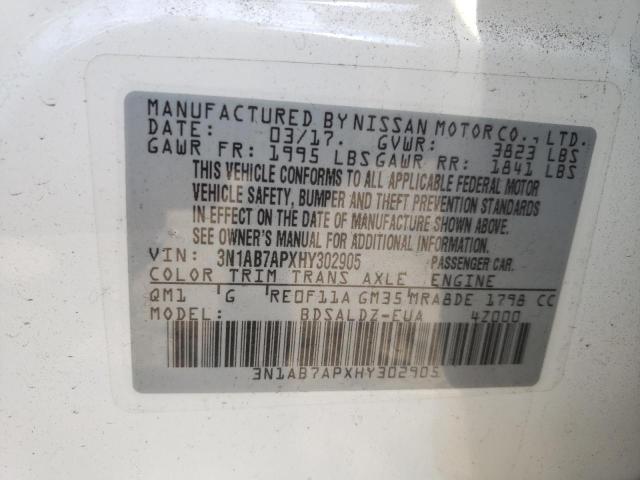 MANUFACTURED BY NISSAN MOTOR CO., LTD.
DATE: 03/17. GVWR: 3823 LBS
GAWR FR: 1995 LBS GAWR RR: 1841 LBS
THIS VEHICLE CONFORMS TO ALL APPLICABLE FEDERAL MOTOR
VEHICLE SAFETY, BUMPER AND THEFT PREVENTION STANDARDS
IN EFFECT ON THE DATE OF MANUFACTURE SHOWN ABOVE.
SEE OWNER'S MANUAL FOR ADDITIONAL INFORMATION.
VIN: 3N1AB7APXHY302905 PASSENGER CAR.
COLOR TRIM TRANS AXLE ENGINE
QM1 G RE0F11A GM35 MRA8DE 1798 CC
MODEL: BDSALDZ-EUA 4Z000
3N1AB7APXHY302905